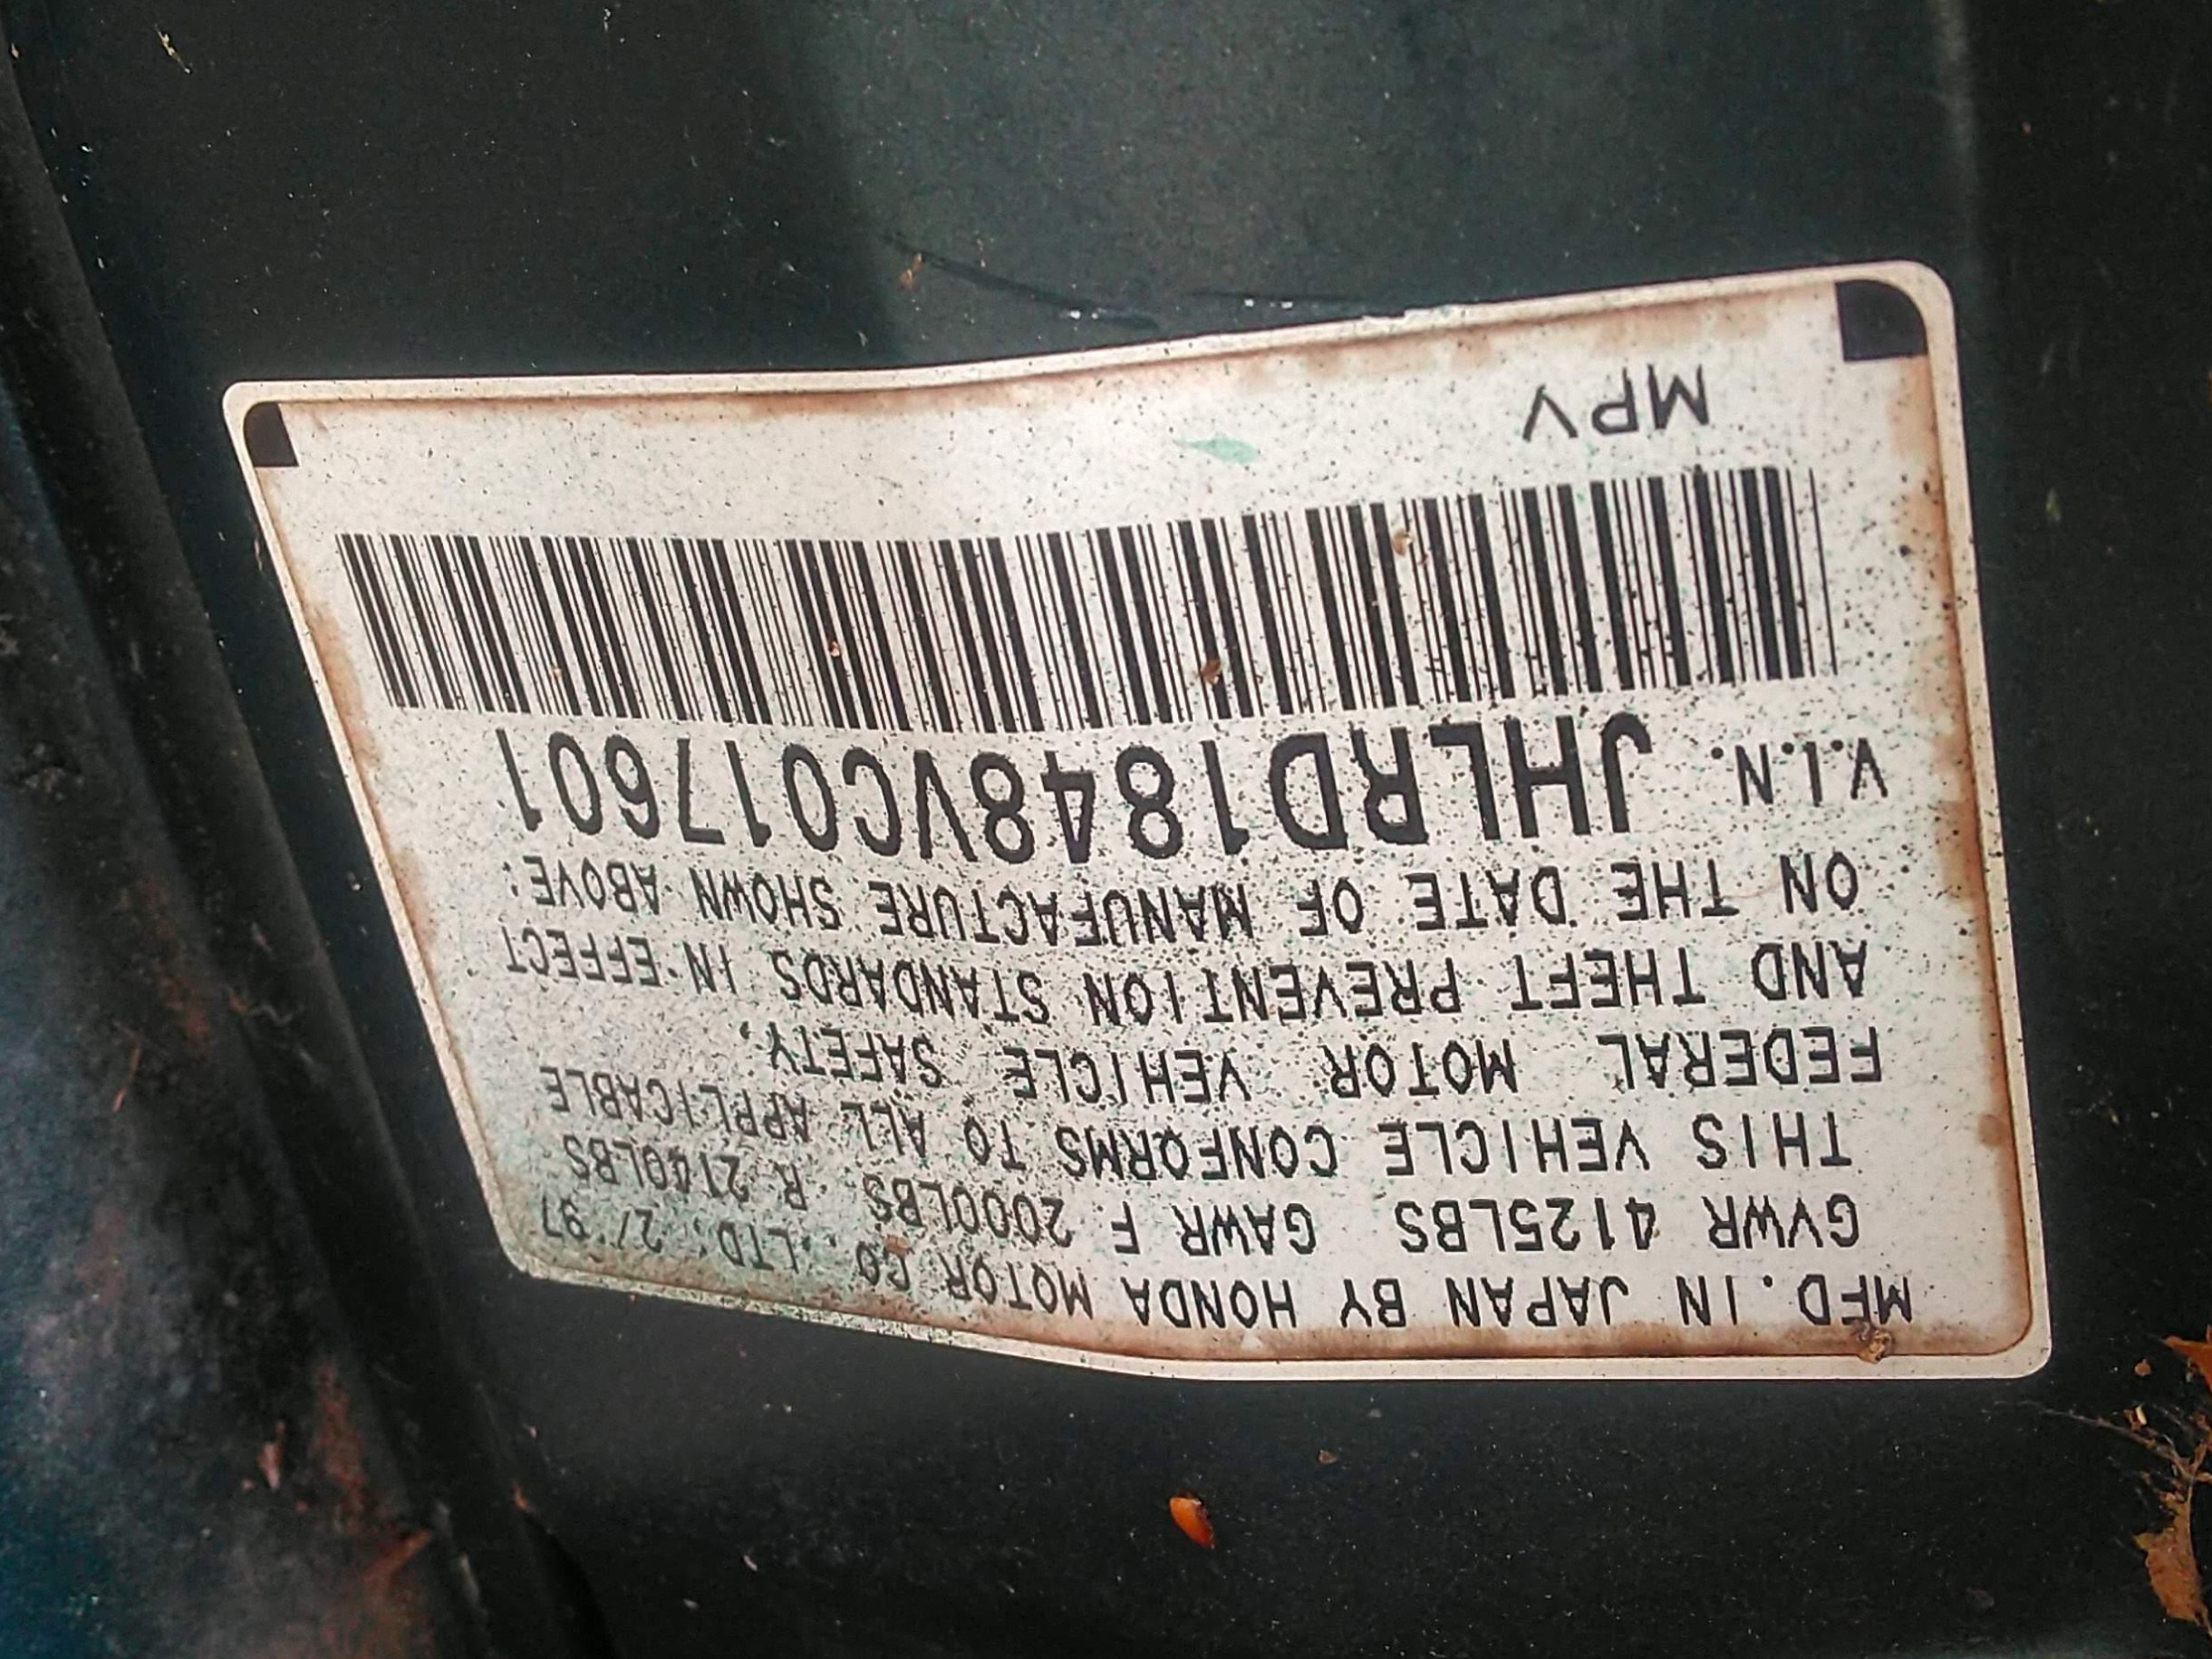 MFD. IN JAPAN BY HONDA MOTOR CO. LTD. 2/97
GVWR 4125LBS GAWR F 2000LBS R 2140LBS
THIS VEHICLE CONFORMS TO ALL APPLICABLE
FEDERAL MOTOR VEHICLE SAFETY,
AND THEFT PREVENTION STANDARDS IN EFFECT
ON THE DATE OF MANUFACTURE SHOWN ABOVE.
V.I.N. JHLRD1848VC017601
MPV